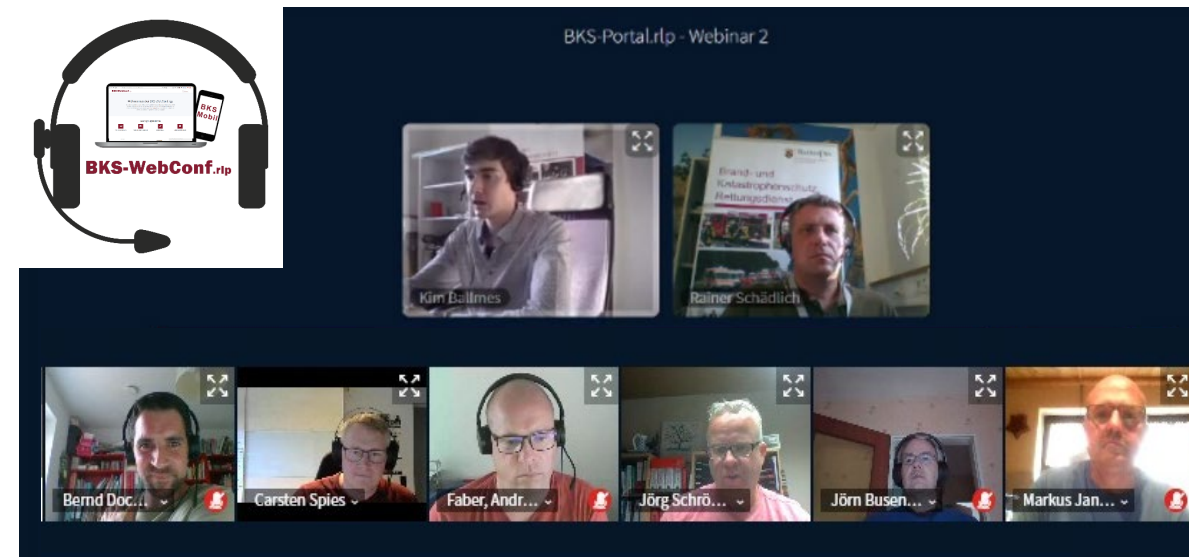 BKS-Portal.rlp - Webinar 2
BKS
Mobil
BKS-WebConf.rlp
Brand- und
Katastrophenschutz
Rettungsdienst
Kim Ballmes
Rainer Schädlich
Bernd Doc...
Carsten Spies
Faber, Andr...
Jörg Schrö...
Jörn Busen...
Markus Jan...